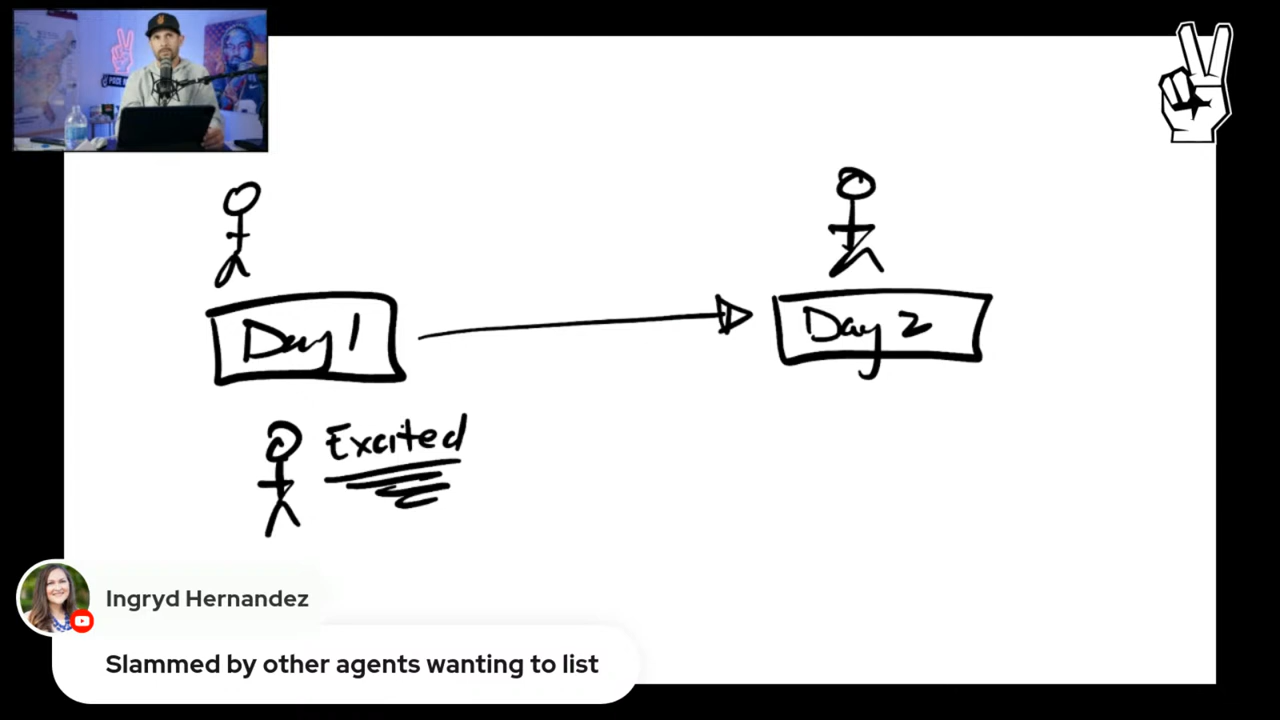 Day 1
Day 2
Excited
Ingryd Hernandez
Slammed by other agents wanting to list